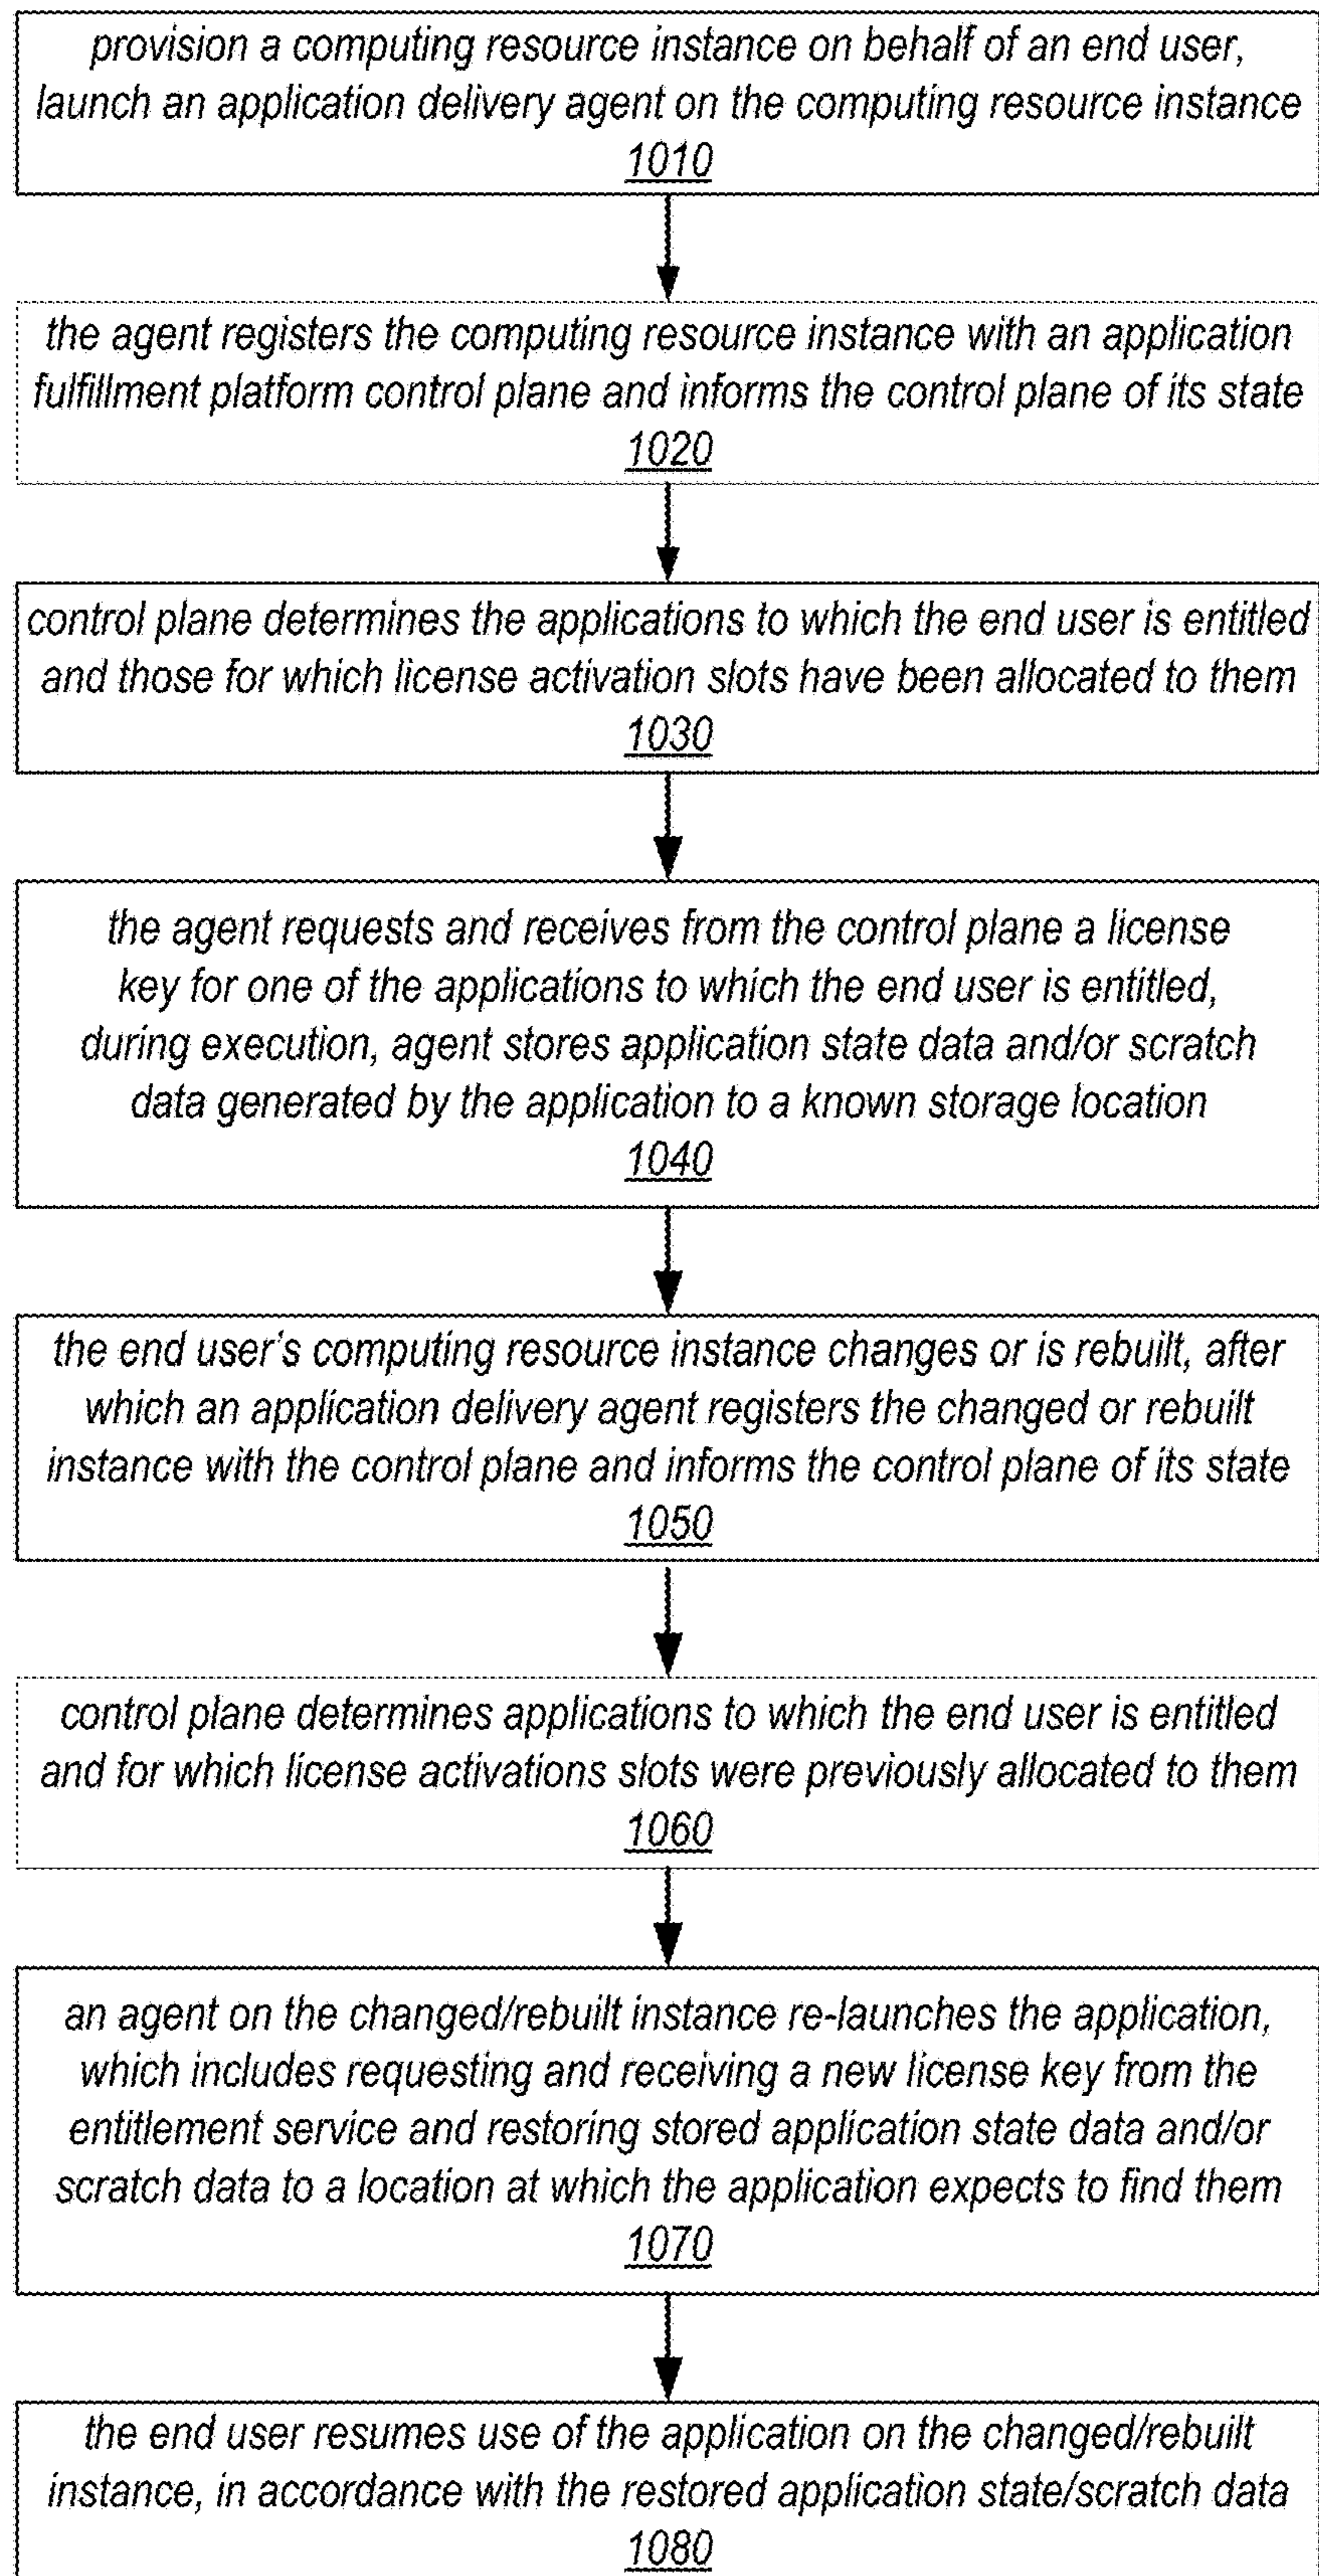 provision a computing resource instance on behalf of an end user,
launch an application delivery agent on the computing resource instance
1010
the agent registers the computing resource instance with an application
fulfillment platform control plane and informs the control plane of its state
1020
control plane determines the applications to which the end user is entitled
and those for which license activation slots have been allocated to them
1030
the agent requests and receives from the control plane a license
key for one of the applications to which the end user is entitled,
during execution, agent stores application state data and/or scratch
data generated by the application to a known storage location
1040
the end user's computing resource instance changes or is rebuilt, after
which an application delivery agent registers the changed or rebuilt
instance with the control plane and informs the control plane of its state
1050
control plane determines applications to which the end user is entitled
and for which license activations slots were previously allocated to them
1060
an agent on the changed/rebuilt instance re-launches the application,
which includes requesting and receiving a new license key from the
entitlement service and restoring stored application state data and/or
scratch data to a location at which the application expects to find them
1070
the end user resumes use of the application on the changed/rebuilt
instance, in accordance with the restored application state/scratch data
1080